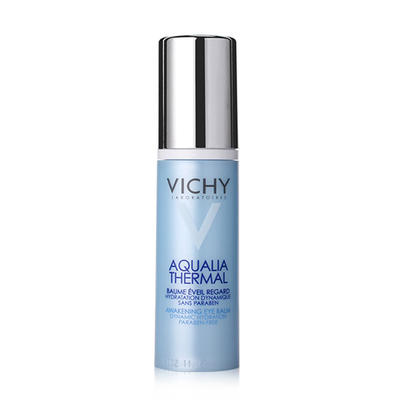 VICHY
LABORATOIRES
AQUALIA
THERMAL
BAUME ÉVEIL REGARD
HYDRATATION DYNAMIQUE
SANS PARABEN
AWAKENING EYE BALM
DYNAMIC HYDRATION
PARABEN-FREE